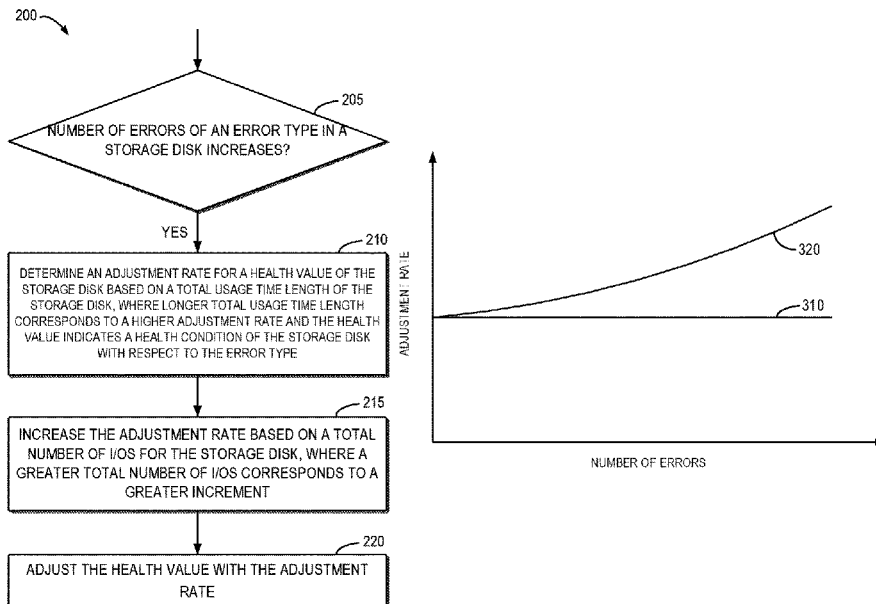 200
205
NUMBER OF ERRORS OF AN ERROR TYPE IN A
STORAGE DISK INCREASES?
YES
210
DETERMINE AN ADJUSTMENT RATE FOR A HEALTH VALUE OF THE
STORAGE DISK BASED ON A TOTAL USAGE TIME LENGTH OF
THE STORAGE DISK, WHERE LONGER TOTAL USAGE TIME LENGTH
CORRESPONDS TO A HIGHER ADJUSTMENT RATE AND THE HEALTH
VALUE INDICATES A HEALTH CONDITION OF THE STORAGE DISK
WITH RESPECT TO THE ERROR TYPE
215
INCREASE THE ADJUSTMENT RATE BASED ON A TOTAL
NUMBER OF I/OS FOR THE STORAGE DISK, WHERE A
GREATER TOTAL NUMBER OF I/OS CORRESPONDS TO A
GREATER INCREMENT
220
ADJUST THE HEALTH VALUE WITH THE ADJUSTMENT
RATE
ADJUSTMENT RATE
320
310
NUMBER OF ERRORS